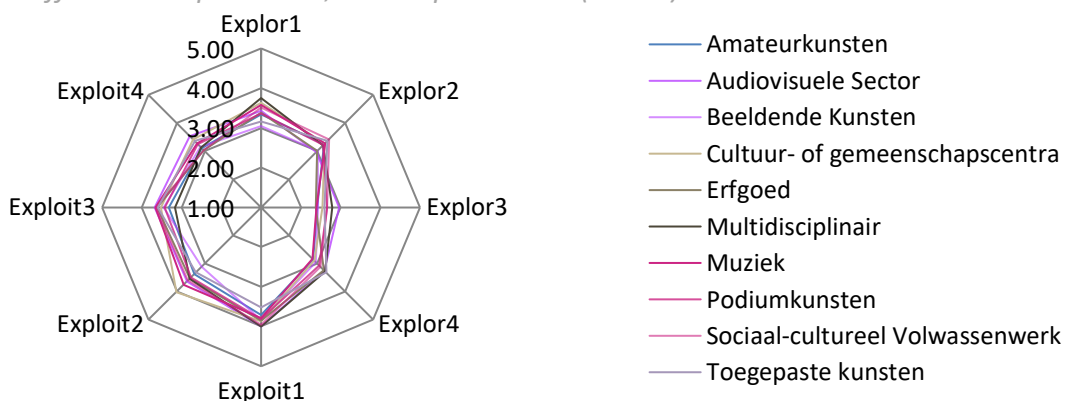 Explor1
5.00
Exploit4
4.00
Explor2
3.00
2.00
Exploit3
1.00
Explor3
Exploit2
Explor4
Exploit1
Amateurkunsten
Audiovisuele Sector
Beeldende Kunsten
Cultuur- of gemeenschapscentra
Erfgoed
Multidisciplinair
Muziek
Podiumkunsten
Sociaal-cultureel Volwassenwerk
Toegepaste kunsten